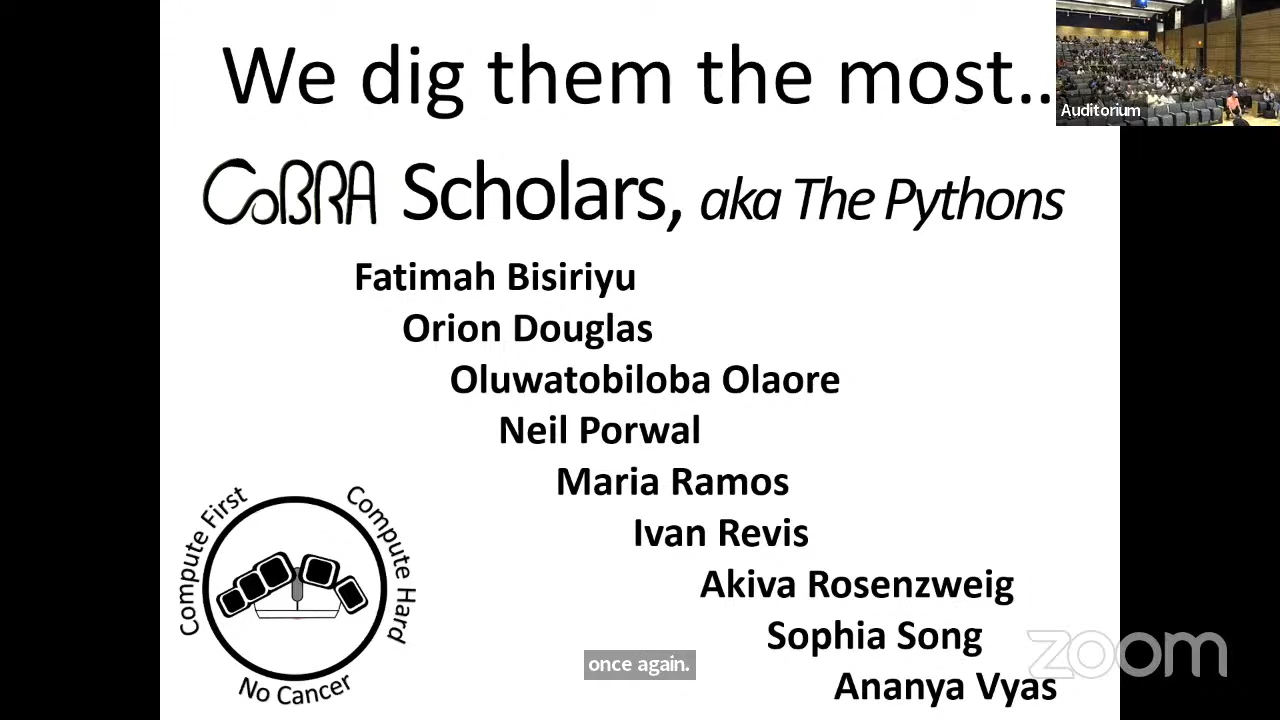 We dig them the most..
Auditorium
CoBRA Scholars, aka The Pythons
Fatimah Bisiriyu
Orion Douglas
Oluwatobiloba Olaore
Neil Porwal
Maria Ramos
Ivan Revis
Akiva Rosenzweig
Sophia Song
Ananya Vyas
Compute First
Compute Hard
No Cancer
once again.
zoom